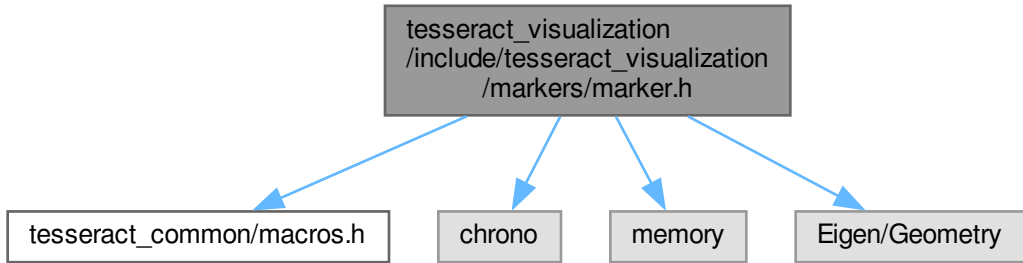 tesseract_visualization
/include/tesseract_visualization
/markers/marker.h
tesseract_common/macros.h
chrono
memory
Eigen/Geometry